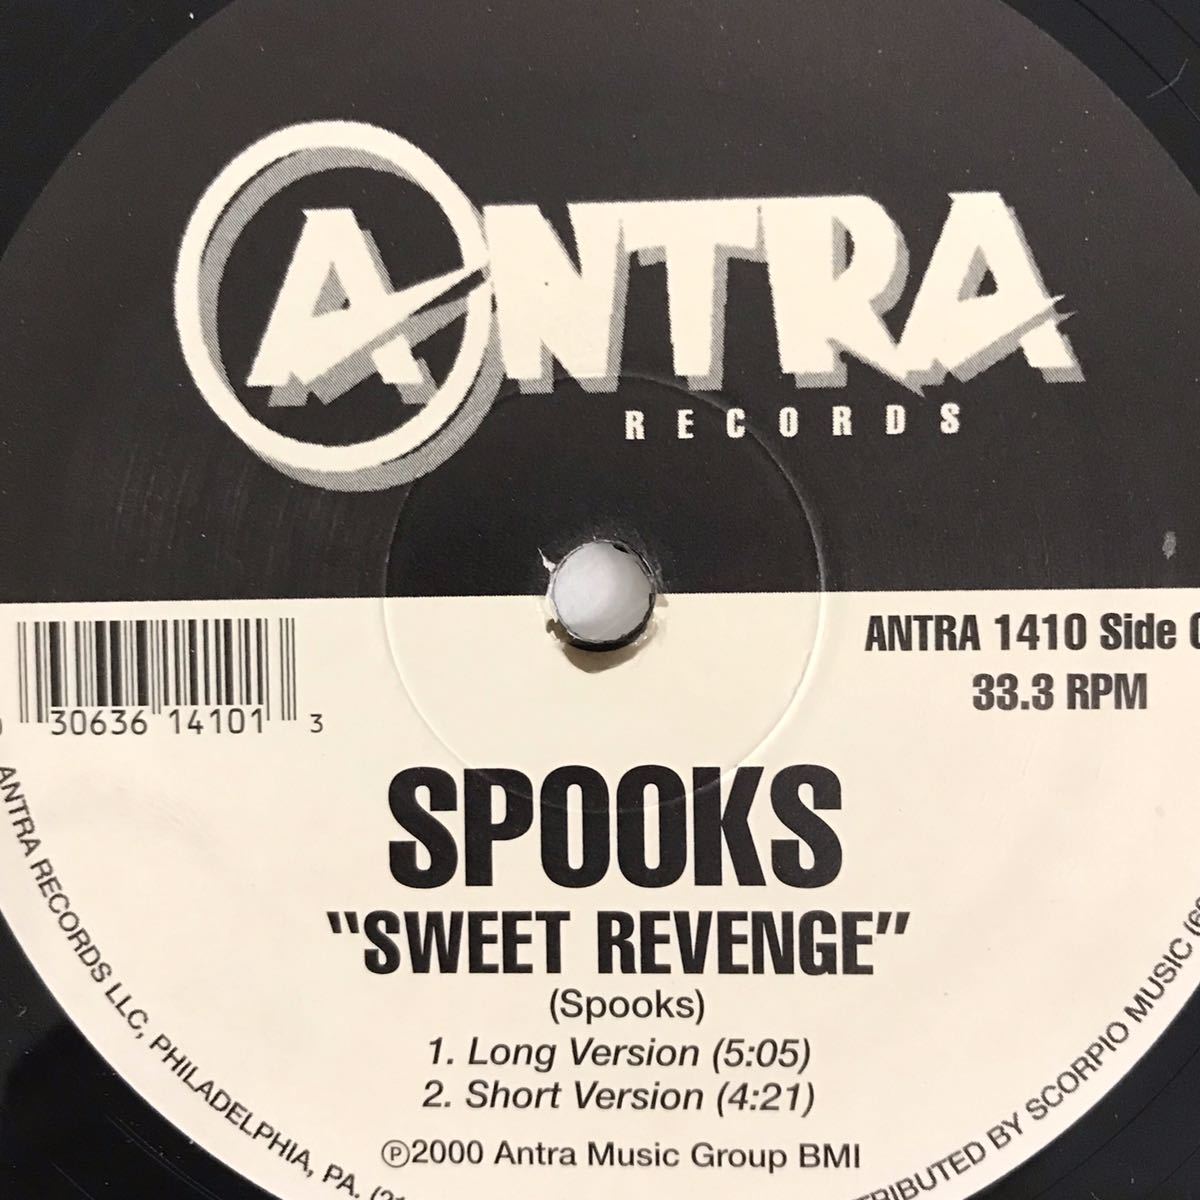 ANTRA
RECORDS
ANTRA 1410 Side
33.3 RPM
30636 14101 3
SPOOKS
"SWEET REVENGE"
(Spooks)
1. Long Version (5:05)
2. Short Version (4:21)
℗2000 Antra Music Group BMI
ANTRA RECORDS LLC, PHILADELPHIA, PA.
BY SCORPIO MUSIC